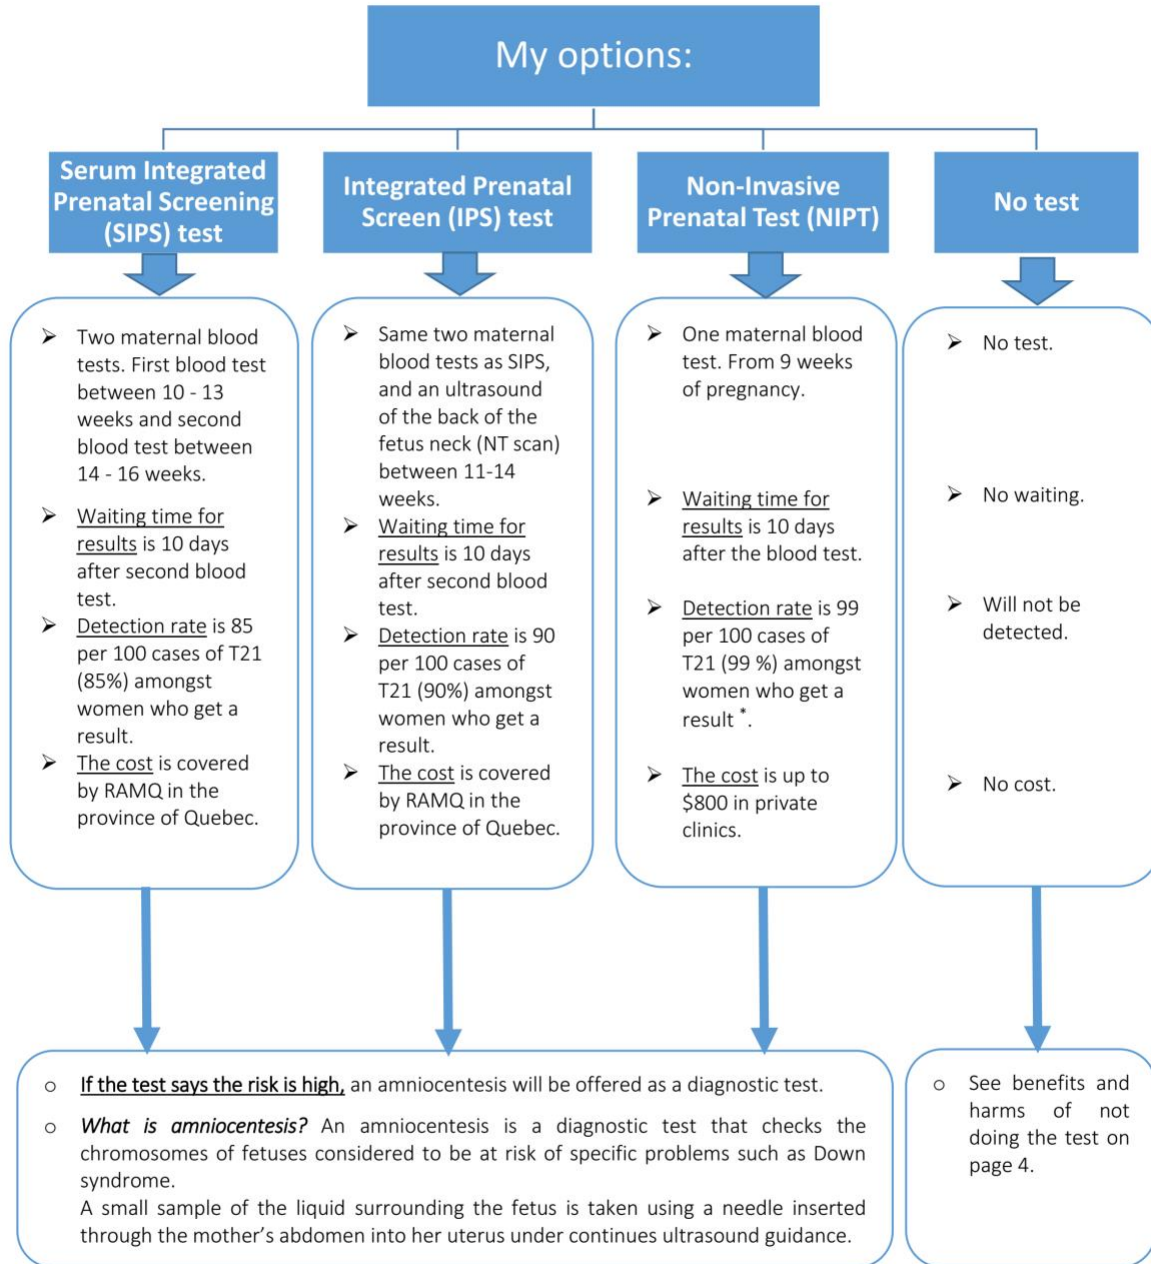 My options:
Serum Integrated
Prenatal Screening
(SIPS) test
Integrated Prenatal
Screen (IPS) test
Non-Invasive
Prenatal Test (NIPT)
No test
➢ Two maternal blood
tests. First blood test
between 10 - 13
weeks and second
blood test between
14 - 16 weeks.
➢ Waiting time for
results is 10 days
after second blood
test.
➢ Detection rate is 85
per 100 cases of T21
(85%) amongst
women who get a
result.
➢ The cost is covered
by RAMQ in the
province of Quebec.
➢ Same two maternal
blood tests as SIPS,
and an ultrasound
of the back of the
fetus neck (NT scan)
between 11-14
weeks.
➢ Waiting time for
results is 10 days
after second blood
test.
➢ Detection rate is 90
per 100 cases of
T21 (90%) amongst
women who get a
result.
➢ The cost is covered
by RAMQ in the
province of Quebec.
➢ One maternal blood
test. From 9 weeks
of pregnancy.
➢ Waiting time for
results is 10 days
after the blood test.
➢ Detection rate is 99
per 100 cases of
T21 (99 %) amongst
women who get a
result *.
➢ The cost is up to
$800 in private
clinics.
➢ No test.
➢ No waiting.
➢ Will not be
detected.
➢ No cost.
o If the test says the risk is high, an amniocentesis will be offered as a diagnostic test.
o What is amniocentesis? An amniocentesis is a diagnostic test that checks the
chromosomes of fetuses considered to be at risk of specific problems such as Down
syndrome.
A small sample of the liquid surrounding the fetus is taken using a needle inserted
through the mother's abdomen into her uterus under continues ultrasound guidance.
o See benefits and
harms of not
doing the test on
page 4.